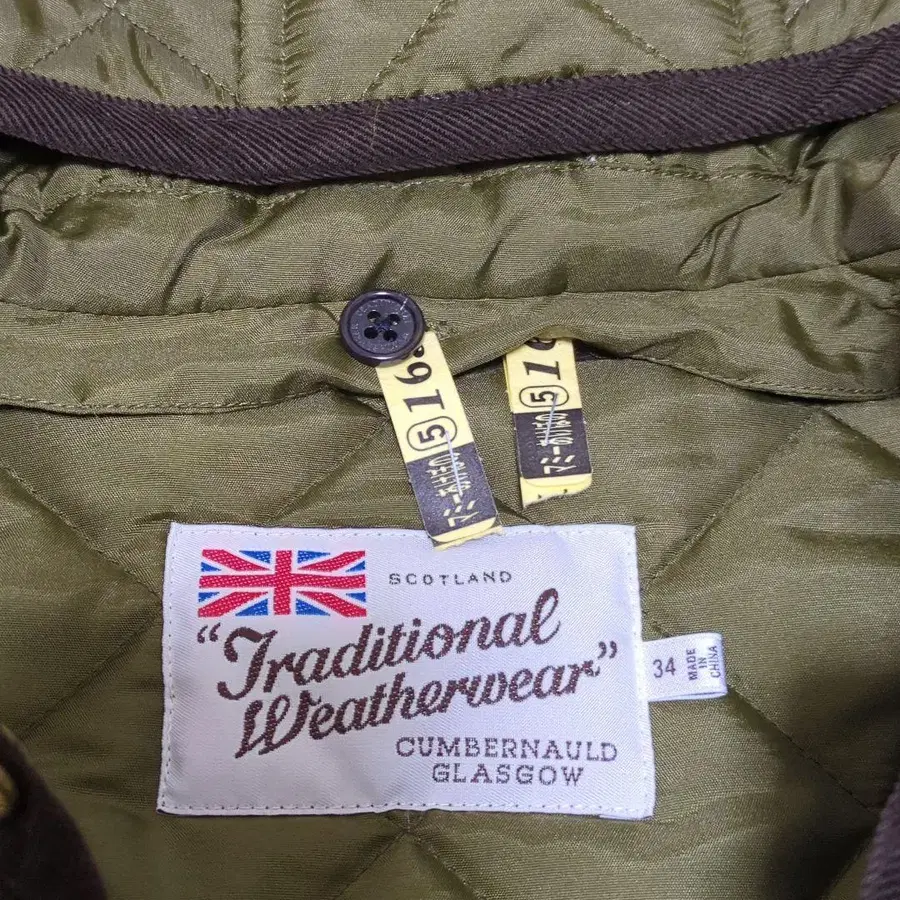 516
516
SCOTLAND
"Traditional
Weatherwear"
CUMBERNAULD
GLASGOW
34
MADE
IN
CHINA